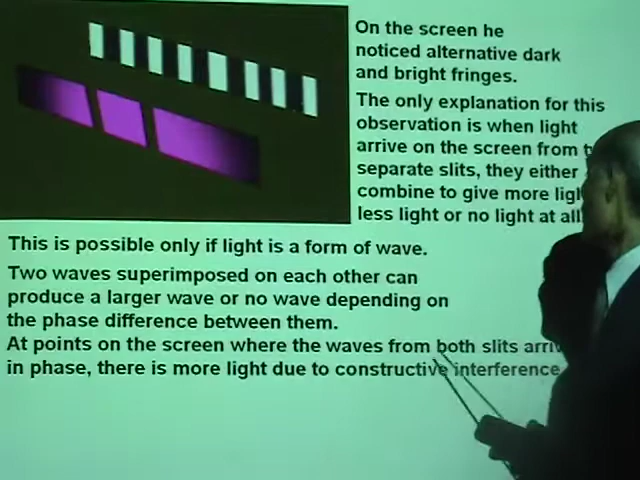 On the screen he
noticed alternative dark
and bright fringes.
The only explanation for this
observation is when light
arrive on the screen from
separate slits, they either
combine to give more
less light or no light at all
This is possible only if light is a form of wave.
Two waves superimposed on each other can
produce a larger wave or no wave depending on
the phase difference between them.
At points on the screen where the waves from both slits
in phase, there is more light due to constructive interference